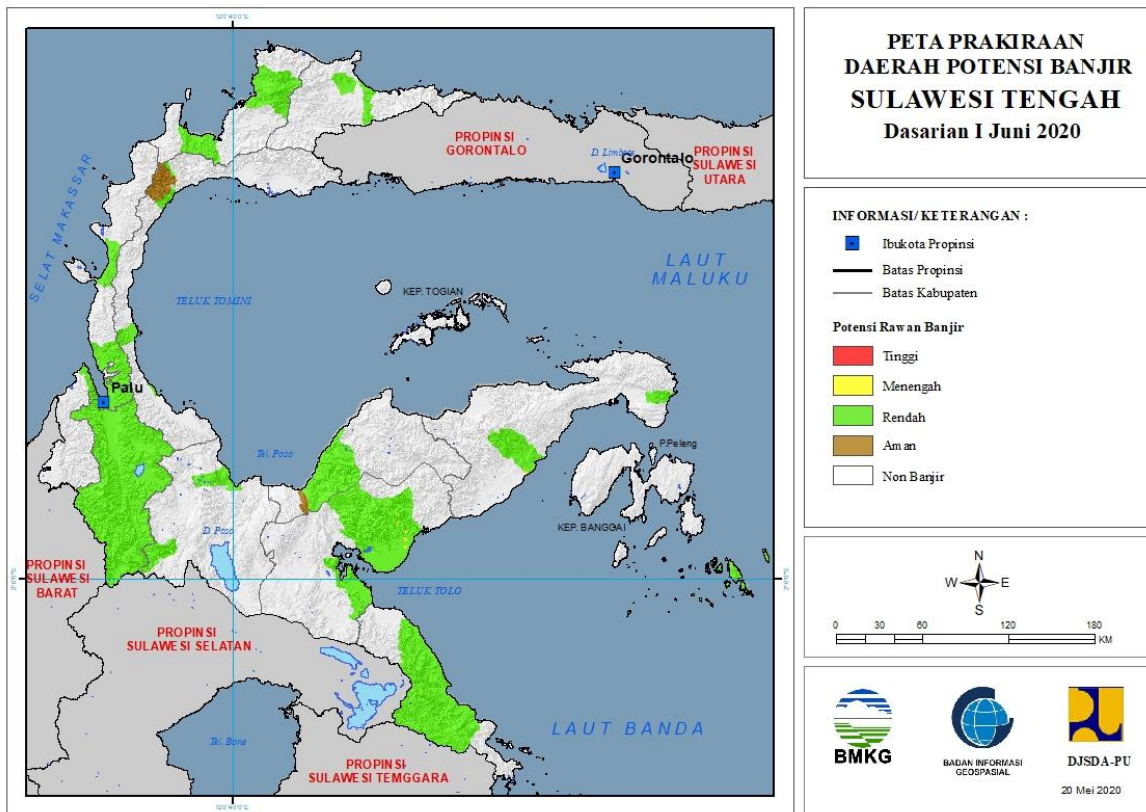 PETA PRAKIRAAN
DAERAH POTENSI BANJIR
SULAWESI TENGAH
Dasarian I Juni 2020
INFORMASI/ KETERANGAN :
Ibukota Propinsi
Batas Propinsi
Batas Kabupaten
Potensi Rawan Banjir
Tinggi
Menengah
Rendah
Aman
Non Banjir
N
W
E
S
0
30
60
120
180
KM
BMKG
BADAN INFORMASI
GEOSPASIAL
DJSDA-PU
20 Mei 2020
PROPINSI
GORONTALO
D. Limboto
Gorontalo
PROPINSI
SULAWESI
UTARA
SELAT MAKASSAR
LAUT
MALUKU
TELUK TOMINI
KEP. TOGIAN
Palu
Tel. Poso
P.Peleng
KEP. BANGGAI
D. Poso
PROPINSI
SULAWESI
BARAT
TELUK TOLO
PROPINSI
SULAWESI SELATAN
LAUT BANDA
Tel. Bone
PROPINSI
SULAWESI TEMGGARA